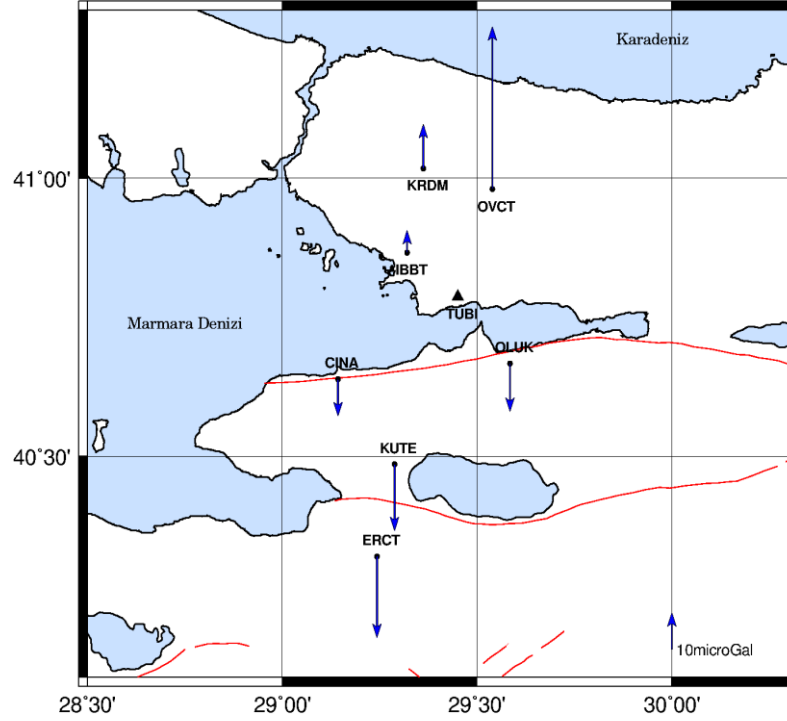 Karadeniz
KRDM
41°00'
OVCT
IBBT
TUBI
Marmara Denizi
OLUK
CINA
KUTE
40°30'
ERCT
10microGal
28°30' 29°00' 29°30' 30°00'